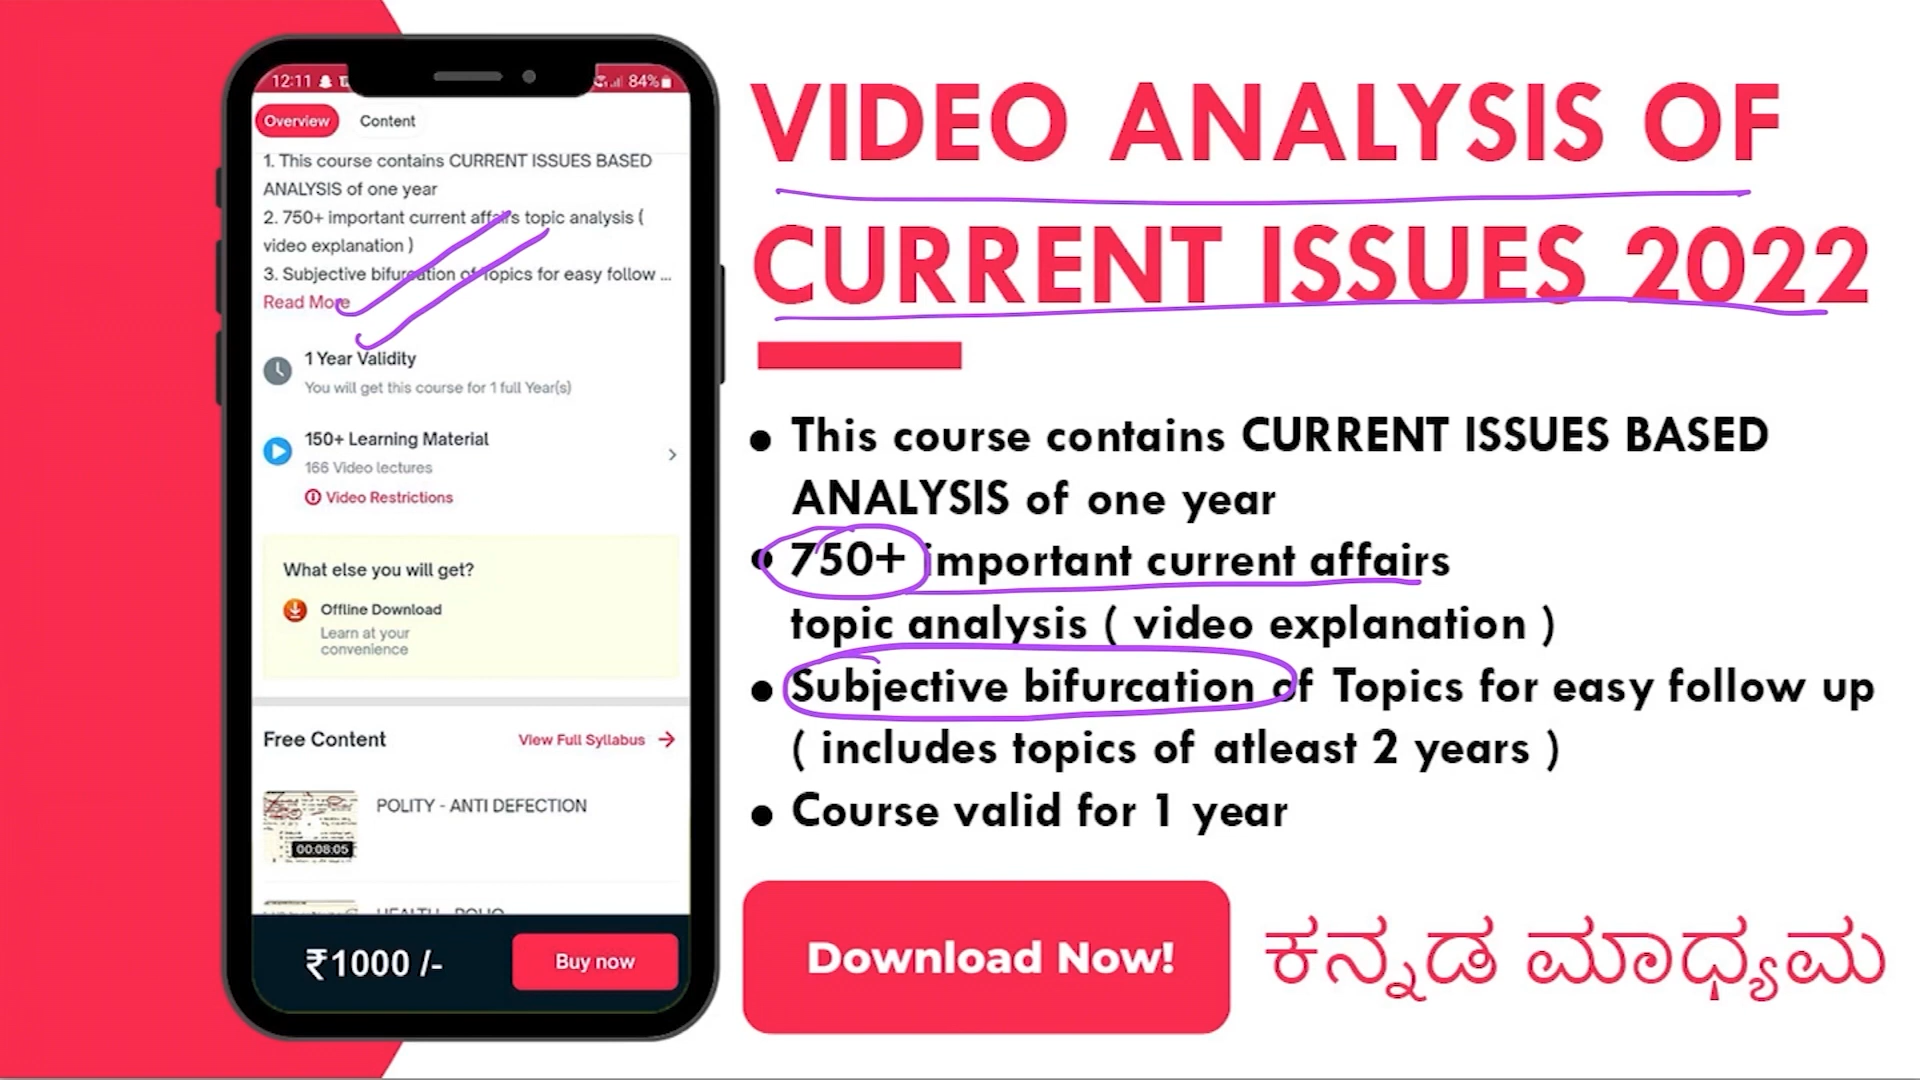 12:11
84%
Overview
Content
1. This course contains CURRENT ISSUES BASED
ANALYSIS of one year
2. 750+ important current affairs topic analysis (
video explanation )
3. Subjective bifurcation of Topics for easy follow ...
Read More
1 Year Validity
You will get this course for 1 full Year(s)
150+ Learning Material
166 Video lectures
Video Restrictions
What else you will get?
Offline Download
Learn at your
convenience
Free Content
View Full Syllabus
POLITY - ANTI DEFECTION
00:08:05
HEALTH - POLIO
₹1000 /-
Buy now
VIDEO ANALYSIS OF
CURRENT ISSUES 2022
• This course contains CURRENT ISSUES BASED
ANALYSIS of one year
• 750+ important current affairs
topic analysis ( video explanation )
• Subjective bifurcation of Topics for easy follow up
( includes topics of atleast 2 years )
• Course valid for 1 year
Download Now!
ಕನ್ನಡ ಮಾಧ್ಯಮ